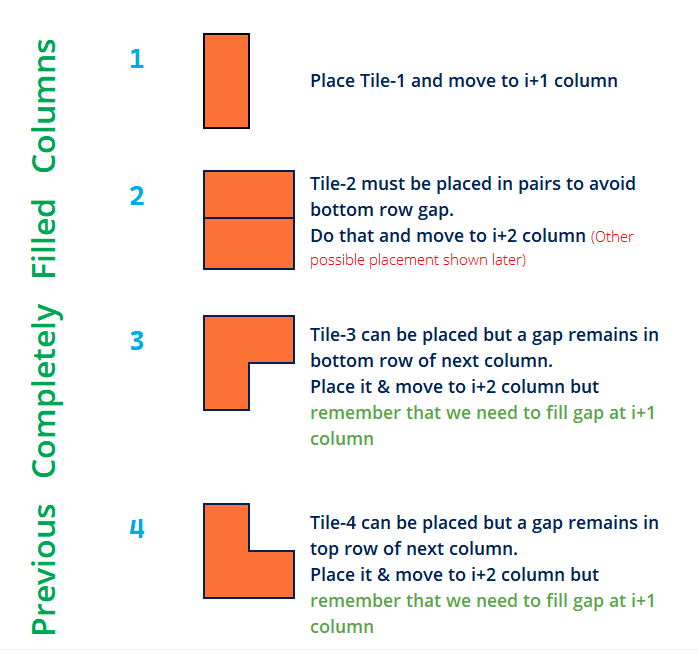 Previous Completely Filled Columns
1
Place Tile-1 and move to i+1 column
2
Tile-2 must be placed in pairs to avoid
bottom row gap.
Do that and move to i+2 column (Other
possible placement shown later)
3
Tile-3 can be placed but a gap remains in
bottom row of next column.
Place it & move to i+2 column but
remember that we need to fill gap at i+1
column
4
Tile-4 can be placed but a gap remains in
top row of next column.
Place it & move to i+2 column but
remember that we need to fill gap at i+1
column